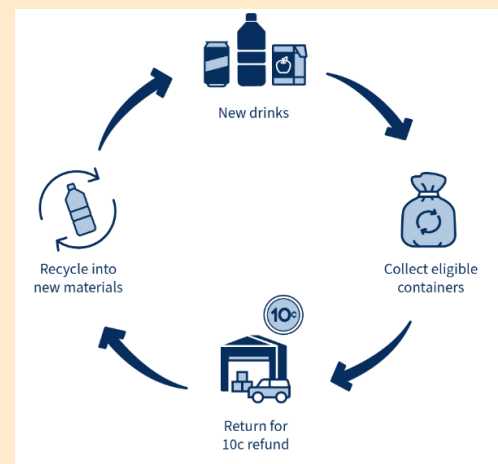 New drinks
Collect eligible
containers
10c
Return for
10c refund
Recycle into
new materials